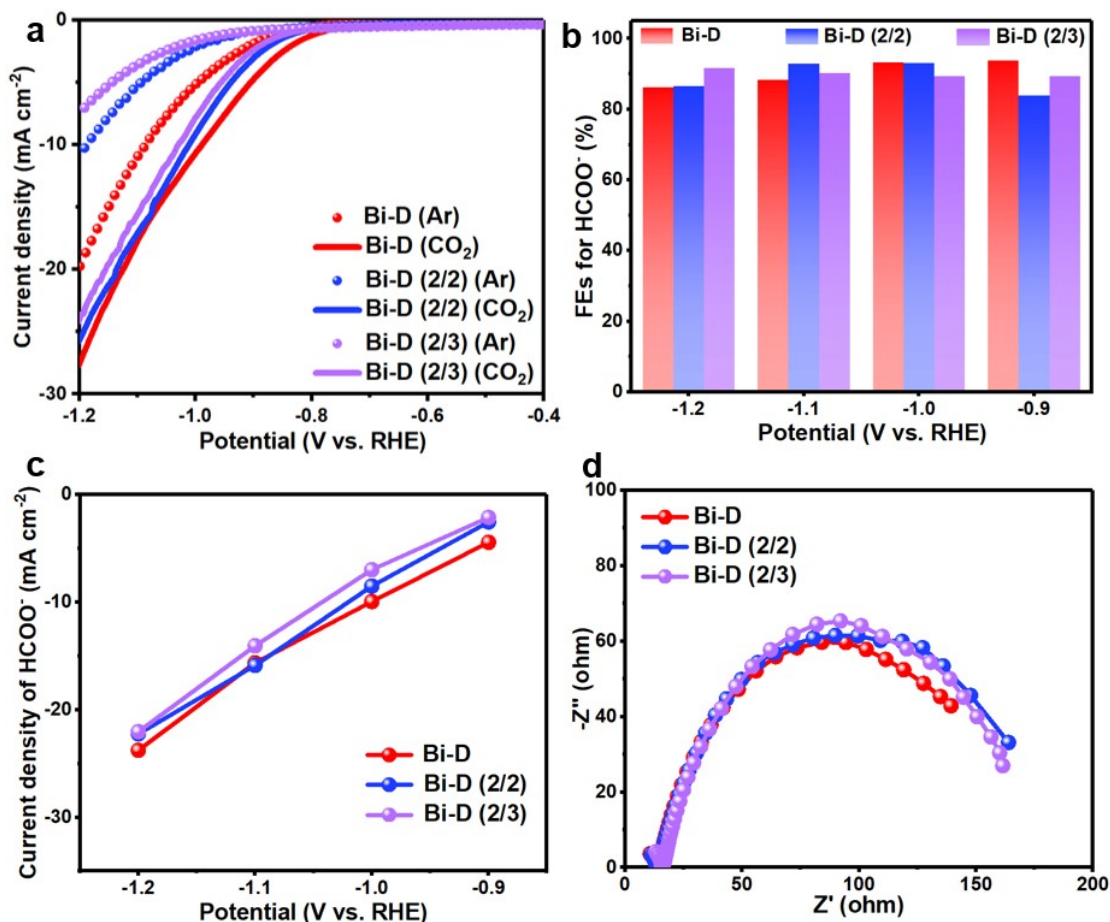 a
0
-10
-20
-30
Current density (mA cm⁻²)
Bi-D (Ar)
Bi-D (CO₂)
Bi-D (2/2) (Ar)
Bi-D (2/2) (CO₂)
Bi-D (2/3) (Ar)
Bi-D (2/3) (CO₂)
-1.2 -1.0 -0.8 -0.6 -0.4
Potential (V vs. RHE)
b
Bi-D Bi-D (2/2) Bi-D (2/3)
100
80
60
40
20
0
FEs for HCOO⁻ (%)
-1.2 -1.1 -1.0 -0.9
Potential (V vs. RHE)
c
0
-10
-20
-30
Current density of HCOO⁻ (mA cm⁻²)
Bi-D
Bi-D (2/2)
Bi-D (2/3)
-1.2 -1.1 -1.0 -0.9
Potential (V vs. RHE)
d
100
80
60
40
20
0
-Z'' (ohm)
Bi-D
Bi-D (2/2)
Bi-D (2/3)
0 50 100 150 200
Z' (ohm)